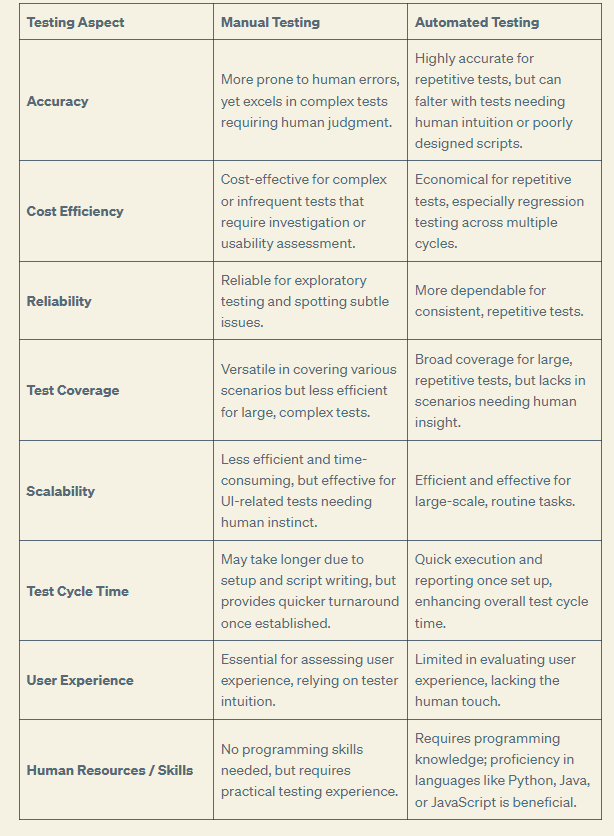 Testing Aspect
Manual Testing
Automated Testing
Accuracy
More prone to human errors,
yet excels in complex tests
requiring human judgment.
Highly accurate for
repetitive tests, but can
falter with tests needing
human intuition or poorly
designed scripts.
Cost Efficiency
Cost-effective for complex
or infrequent tests that
require investigation or
usability assessment.
Economical for repetitive
tests, especially regression
testing across multiple
cycles.
Reliability
Reliable for exploratory
testing and spotting subtle
issues.
More dependable for
consistent, repetitive tests.
Test Coverage
Versatile in covering various
scenarios but less efficient
for large, complex tests.
Broad coverage for large,
repetitive tests, but lacks in
scenarios needing human
insight.
Scalability
Less efficient and time-
consuming, but effective for
UI-related tests needing
human instinct.
Efficient and effective for
large-scale, routine tasks.
Test Cycle Time
May take longer due to
setup and script writing, but
provides quicker turnaround
once established.
Quick execution and
reporting once set up,
enhancing overall test cycle
time.
User Experience
Essential for assessing user
experience, relying on tester
intuition.
Limited in evaluating user
experience, lacking the
human touch.
Human Resources / Skills
No programming skills
needed, but requires
practical testing experience.
Requires programming
knowledge; proficiency in
languages like Python, Java,
or JavaScript is beneficial.